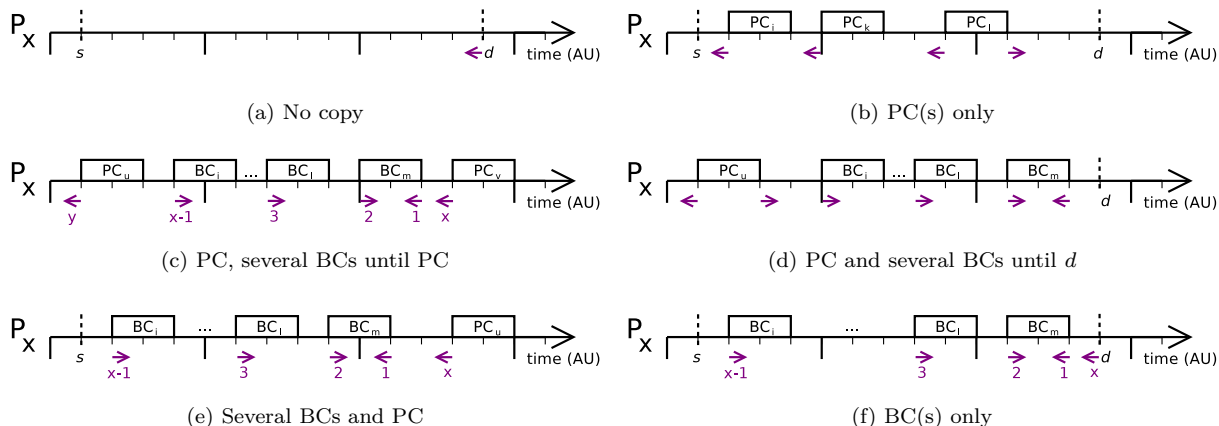 Px s d time (AU)
(a) No copy
Px PCi PCk PCl s d time (AU)
(b) PC(s) only
Px PCu BCi ... BCl BCm PCv time (AU)
y x-1 3 2 1 x
(c) PC, several BCs until PC
Px PCu BCi ... BCl BCm d time (AU)
(d) PC and several BCs until d
Px BCi ... BCl BCm PCu s time (AU)
x-1 3 2 1 x
(e) Several BCs and PC
Px BCi ... BCl BCm s d time (AU)
x-1 3 2 1 x
(f) BC(s) only